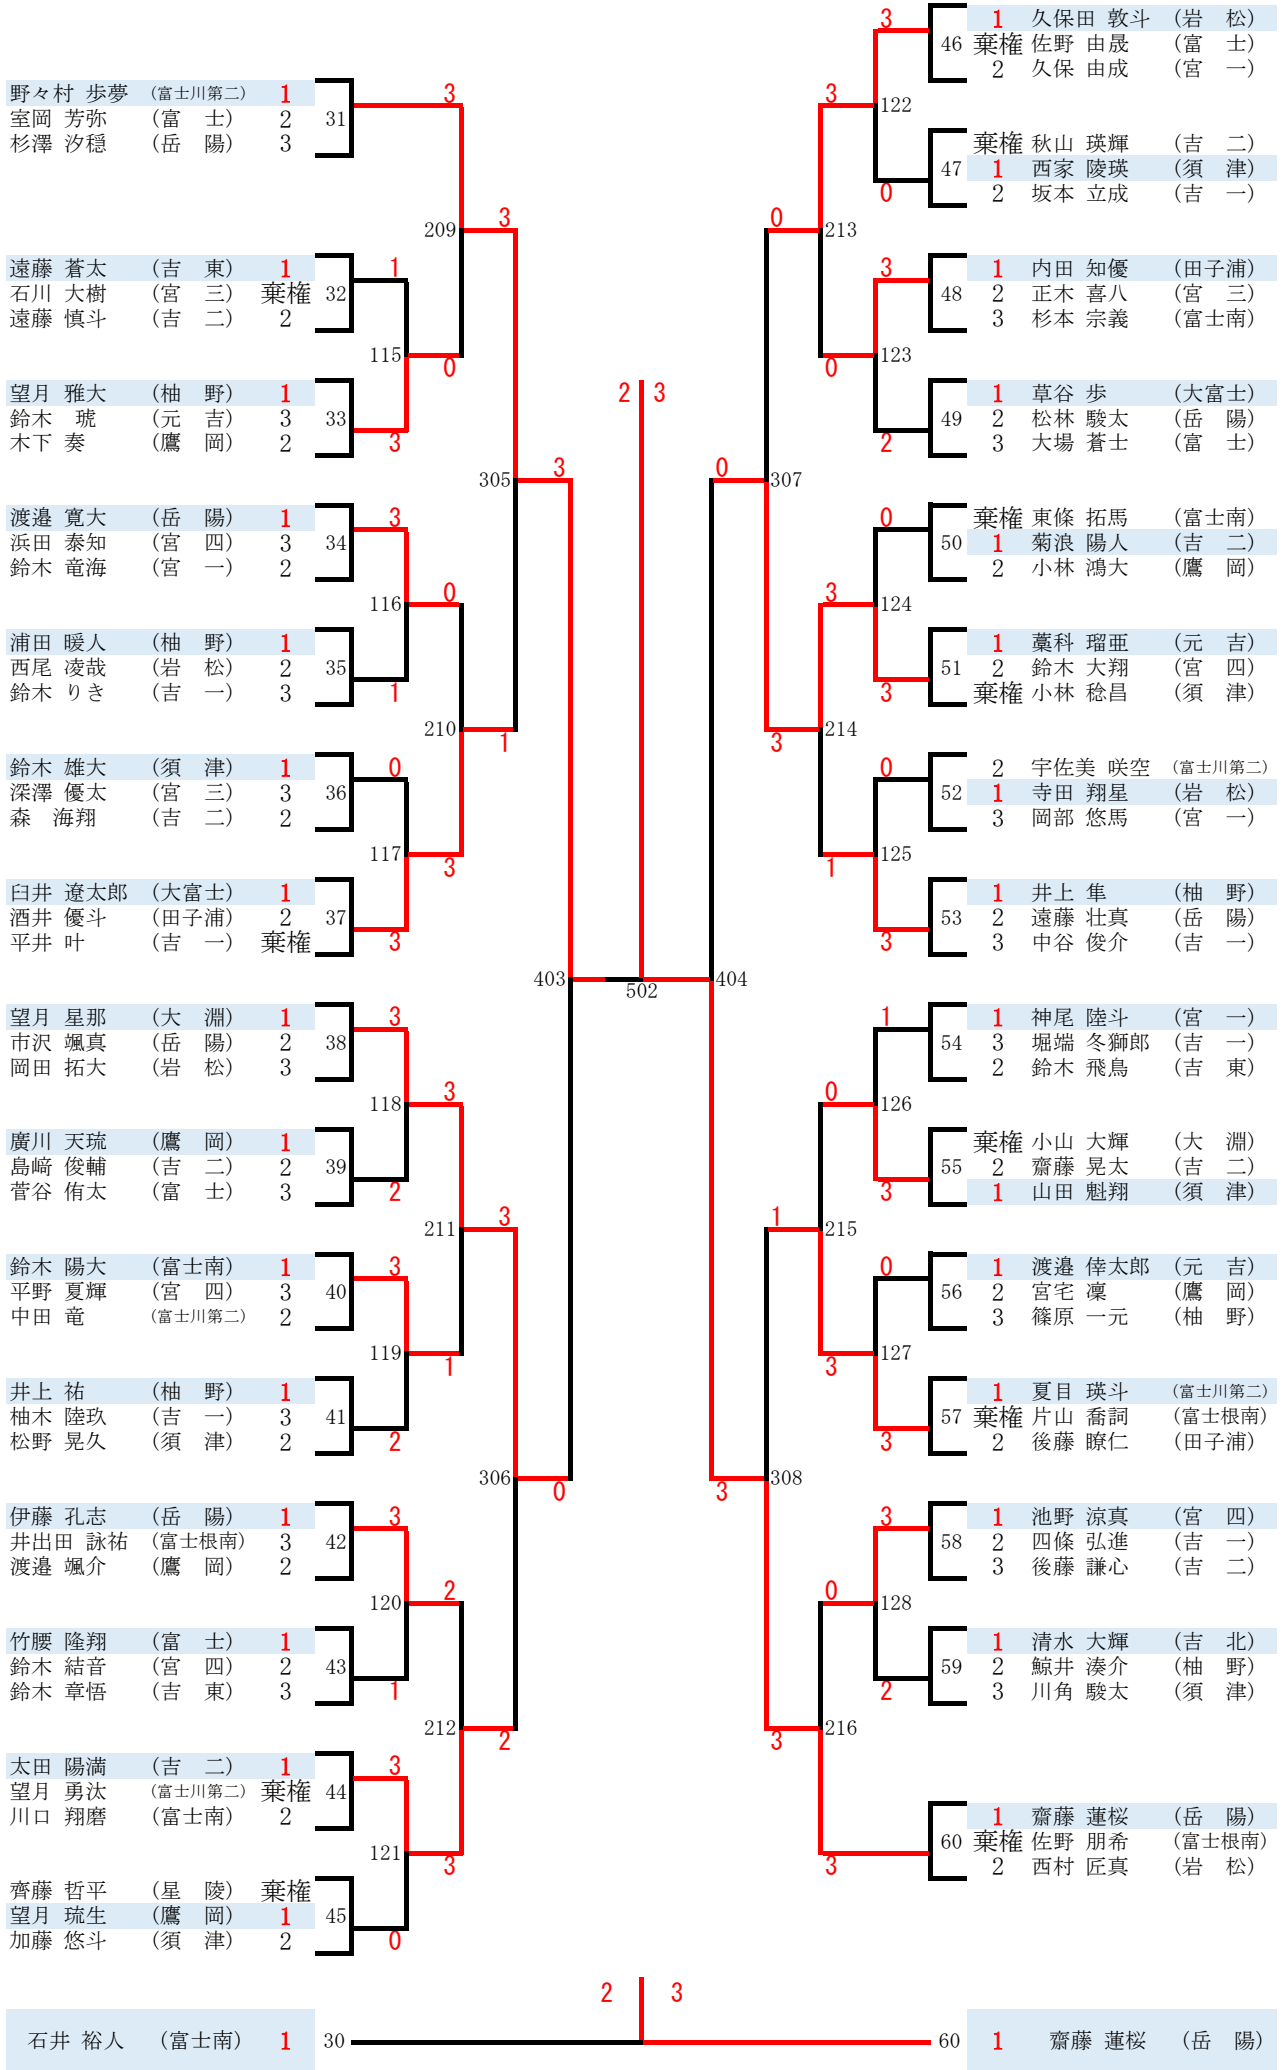 野々村 歩夢 (富士川第二) 1
室岡 芳弥 (富 士) 2
杉澤 汐穏 (岳 陽) 3
31
遠藤 蒼太 (吉 東) 1
石川 大樹 (宮 三) 棄権
遠藤 慎斗 (吉 二) 2
32
望月 雅大 (柚 野) 1
鈴木 琥 (元 吉) 3
木下 奏 (鷹 岡) 2
33
渡邉 寛大 (岳 陽) 1
浜田 泰知 (宮 四) 3
鈴木 竜海 (宮 一) 2
34
浦田 暖人 (柚 野) 1
西尾 凌哉 (岩 松) 2
鈴木 りき (吉 一) 3
35
鈴木 雄大 (須 津) 1
深澤 優太 (宮 三) 3
森 海翔 (吉 二) 2
36
臼井 遼太郎 (大富士) 1
酒井 優斗 (田子浦) 2
平井 叶 (吉 一) 棄権
37
望月 星那 (大 淵) 1
市沢 颯真 (岳 陽) 2
岡田 拓大 (岩 松) 3
38
廣川 天琉 (鷹 岡) 1
島﨑 俊輔 (吉 二) 2
菅谷 侑太 (富 士) 3
39
鈴木 陽大 (富士南) 1
平野 夏輝 (宮 四) 3
中田 竜 (富士川第二) 2
40
井上 祐 (柚 野) 1
柚木 陸玖 (吉 一) 3
松野 晃久 (須 津) 2
41
伊藤 孔志 (岳 陽) 1
井出田 詠祐 (富士根南) 3
渡邉 颯介 (鷹 岡) 2
42
竹腰 隆翔 (富 士) 1
鈴木 結音 (宮 四) 2
鈴木 章悟 (吉 東) 3
43
太田 陽満 (吉 二) 1
望月 勇汰 (富士川第二) 棄権
川口 翔磨 (富士南) 2
44
齊藤 哲平 (星 陵) 棄権
望月 琉生 (鷹 岡) 1
加藤 悠斗 (須 津) 2
45
1
115
3
3
116
1
0
117
3
3
118
2
3
119
2
3
120
1
3
121
0
3
209
0
0
210
3
3
211
1
2
212
3
3
305
1
3
306
2
3
403
0
2 3
502
0
404
3
0
307
3
1
308
3
3
213
0
3
214
1
0
215
3
0
216
3
3
122
0
3
123
2
0
124
3
0
125
3
1
126
3
0
127
3
3
128
2
46
1 久保田 敦斗 (岩 松)
棄権 佐野 由晟 (富 士)
2 久保 由成 (宮 一)
47
棄権 秋山 瑛輝 (吉 二)
1 西家 陵瑛 (須 津)
2 坂本 立成 (吉 一)
48
1 内田 知優 (田子浦)
2 正木 喜八 (宮 三)
3 杉本 宗義 (富士南)
49
1 草谷 歩 (大富士)
2 松林 駿太 (岳 陽)
3 大場 蒼士 (富 士)
50
棄権 東條 拓馬 (富士南)
1 菊浪 陽人 (吉 二)
2 小林 鴻大 (鷹 岡)
51
1 藁科 瑠亜 (元 吉)
2 鈴木 大翔 (宮 四)
棄権 小林 稔昌 (須 津)
52
2 宇佐美 咲空 (富士川第二)
1 寺田 翔星 (岩 松)
3 岡部 悠馬 (宮 一)
53
1 井上 隼 (柚 野)
2 遠藤 壮真 (岳 陽)
3 中谷 俊介 (吉 一)
54
1 神尾 陸斗 (宮 一)
3 堀端 冬獅郎 (吉 一)
2 鈴木 飛鳥 (吉 東)
55
棄権 小山 大輝 (大 淵)
2 齋藤 晃太 (吉 二)
1 山田 魁翔 (須 津)
56
1 渡邉 倖太郎 (元 吉)
2 宮宅 凜 (鷹 岡)
3 篠原 一元 (柚 野)
57
1 夏目 瑛斗 (富士川第二)
棄権 片山 喬詞 (富士根南)
2 後藤 瞭仁 (田子浦)
58
1 池野 涼真 (宮 四)
2 四條 弘進 (吉 一)
3 後藤 謙心 (吉 二)
59
1 清水 大輝 (吉 北)
2 鯨井 湊介 (柚 野)
3 川角 駿太 (須 津)
60
1 齋藤 蓮桜 (岳 陽)
棄権 佐野 朋希 (富士根南)
2 西村 匠真 (岩 松)
2 3
石井 裕人 (富士南) 1 30
60 1 齋藤 蓮桜 (岳 陽)